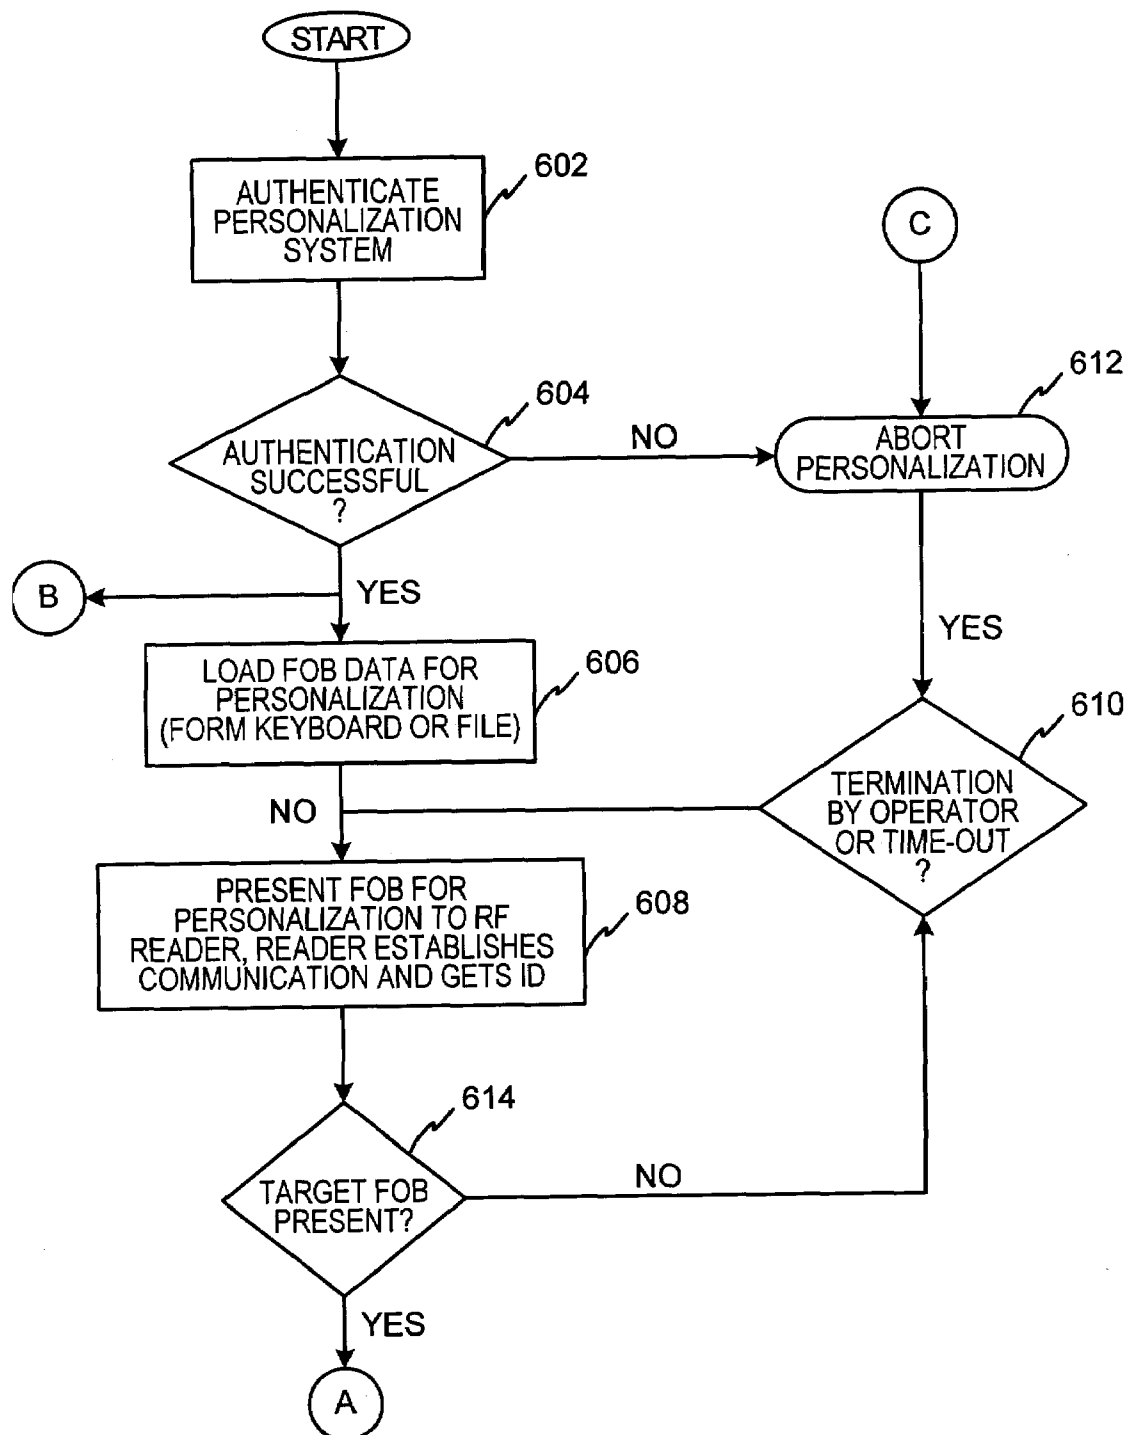 START
602
AUTHENTICATE
PERSONALIZATION
SYSTEM
C
604
612
AUTHENTICATION
SUCCESSFUL
?
NO
ABORT
PERSONALIZATION
B
YES
YES
606
LOAD FOB DATA FOR
PERSONALIZATION
(FORM KEYBOARD OR FILE)
610
NO
TERMINATION
BY OPERATOR
OR TIME-OUT
?
608
PRESENT FOB FOR
PERSONALIZATION TO RF
READER, READER ESTABLISHES
COMMUNICATION AND GETS ID
614
TARGET FOB
PRESENT?
NO
YES
A